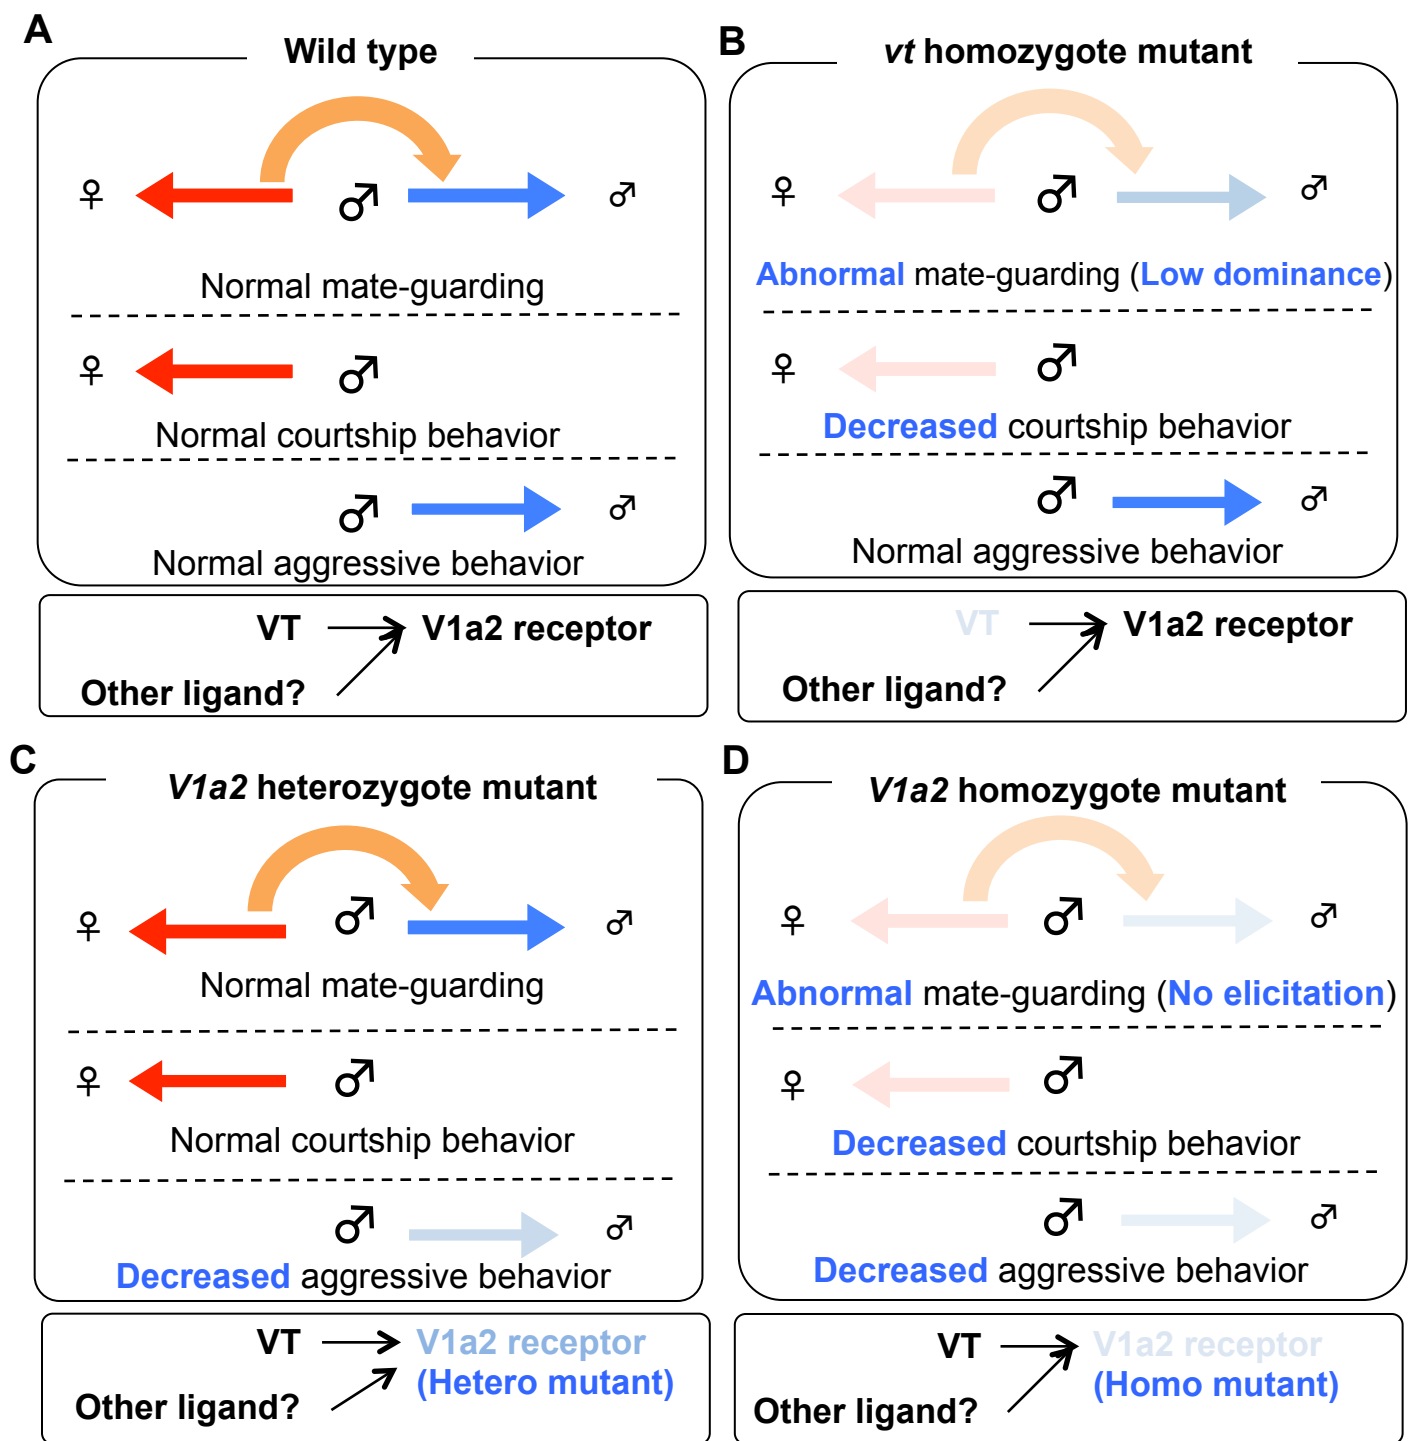 A
Wild type
♀ ♂ ♂
Normal mate-guarding
♀ ♂
Normal courtship behavior
♂ ♂
Normal aggressive behavior
VT V1a2 receptor
Other ligand?
B
vt homozygote mutant
♀ ♂ ♂
Abnormal mate-guarding (Low dominance)
♀ ♂
Decreased courtship behavior
♂ ♂
Normal aggressive behavior
VT V1a2 receptor
Other ligand?
C
V1a2 heterozygote mutant
♀ ♂ ♂
Normal mate-guarding
♀ ♂
Normal courtship behavior
♂ ♂
Decreased aggressive behavior
VT V1a2 receptor
(Hetero mutant)
Other ligand?
D
V1a2 homozygote mutant
♀ ♂ ♂
Abnormal mate-guarding (No elicitation)
♀ ♂
Decreased courtship behavior
♂ ♂
Decreased aggressive behavior
VT V1a2 receptor
(Homo mutant)
Other ligand?